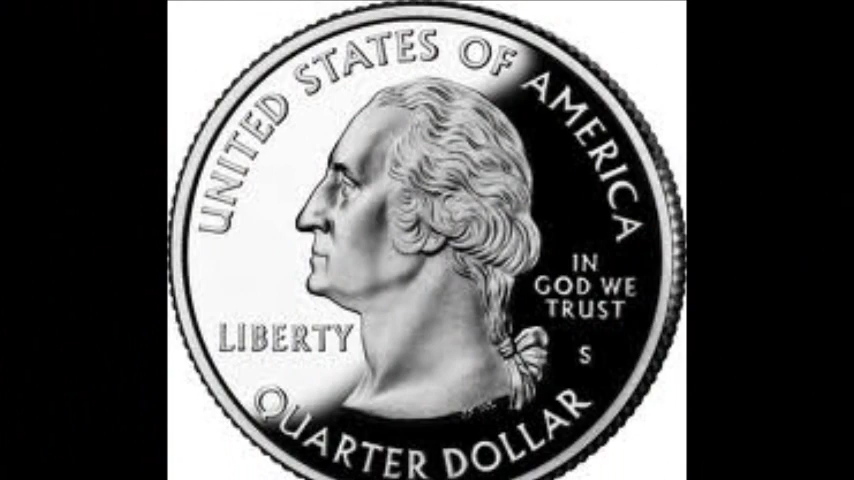 UNITED STATES OF AMERICA
LIBERTY
IN
GOD WE
TRUST
S
QUARTER DOLLAR